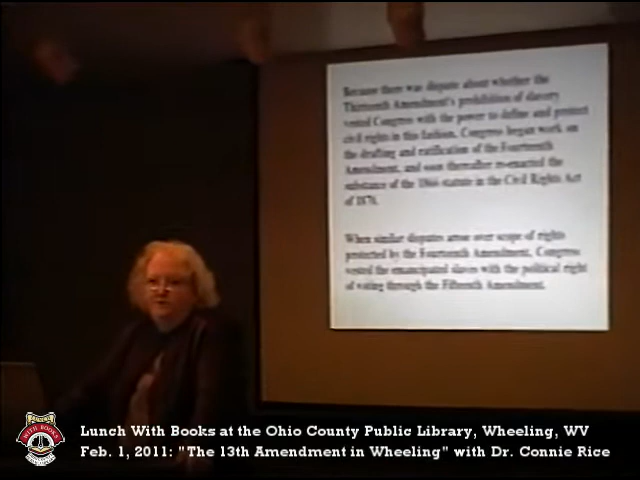 Because there was dispute about whether the
Thirteenth Amendment's prohibition of slavery
vested Congress with the power to define and protect
civil rights in this fashion, Congress began work on
the drafting and ratification of the Fourteenth
Amendment, and soon thereafter re-enacted the
substance of the 1866 statute in the Civil Rights Act
of 1870.
When similar disputes arose over scope of rights
protected by the Fourteenth Amendment, Congress
vested the emancipated slaves with the political right
of voting through the Fifteenth Amendment.
LUNCH
WITH BOOKS
Lunch With Books at the Ohio County Public Library, Wheeling, WV
Feb. 1, 2011: "The 13th Amendment in Wheeling" with Dr. Connie Rice